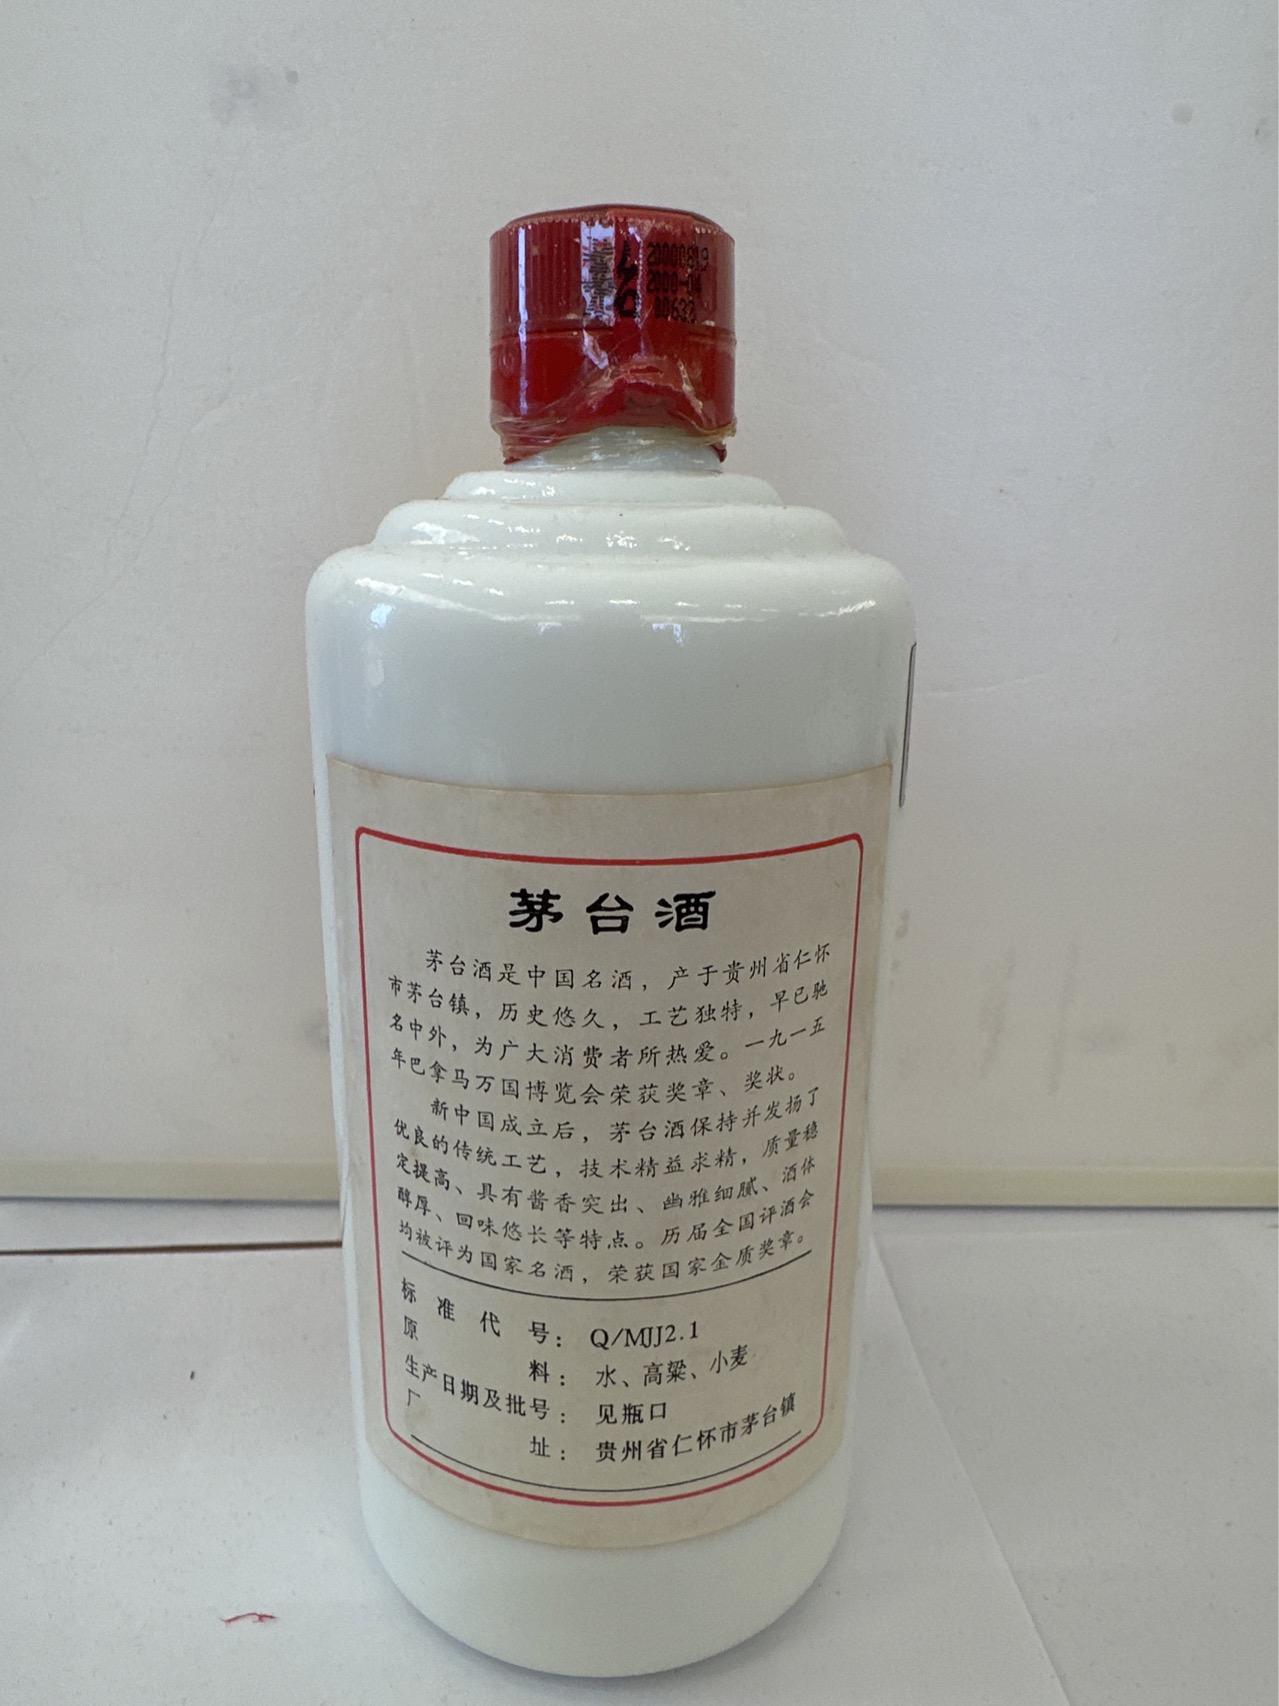 20000819
2000-04
00632
茅台酒
茅台酒是中国名酒，产于贵州省仁怀
市茅台镇，历史悠久，工艺独特，早已驰
名中外，为广大消费者所热爱。一九一五
年巴拿马万国博览会荣获奖章、奖状。
新中国成立后，茅台酒保持并发扬了
优良的传统工艺，技术精益求精，质量稳
定提高、具有酱香突出、幽雅细腻、酒体
醇厚、回味悠长等特点。历届全国评酒会
均被评为国家名酒，荣获国家金质奖章。
标准代号：Q/MJJ2.1
原料：水、高粱、小麦
生产日期及批号：见瓶口
厂址：贵州省仁怀市茅台镇